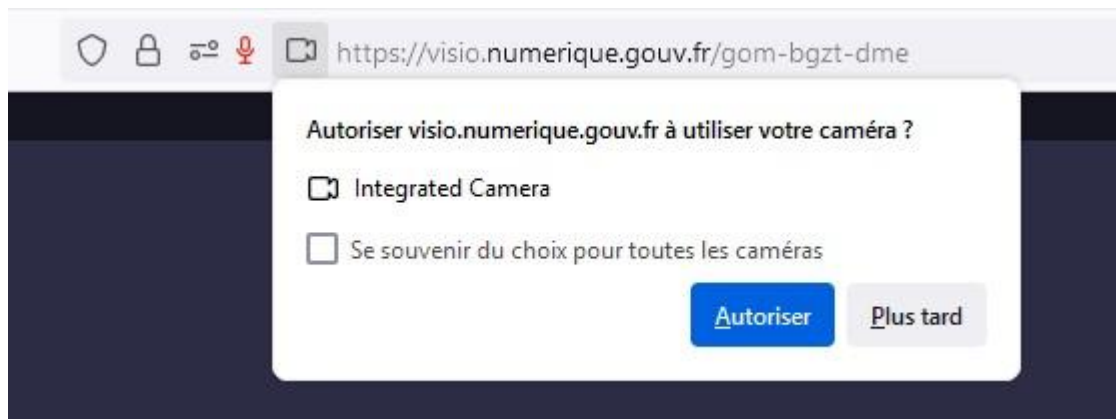 https://visio.numerique.gouv.fr/gom-bgzt-dme
Autoriser visio.numerique.gouv.fr à utiliser votre caméra ?
Integrated Camera
Se souvenir du choix pour toutes les caméras
Autoriser
Plus tard